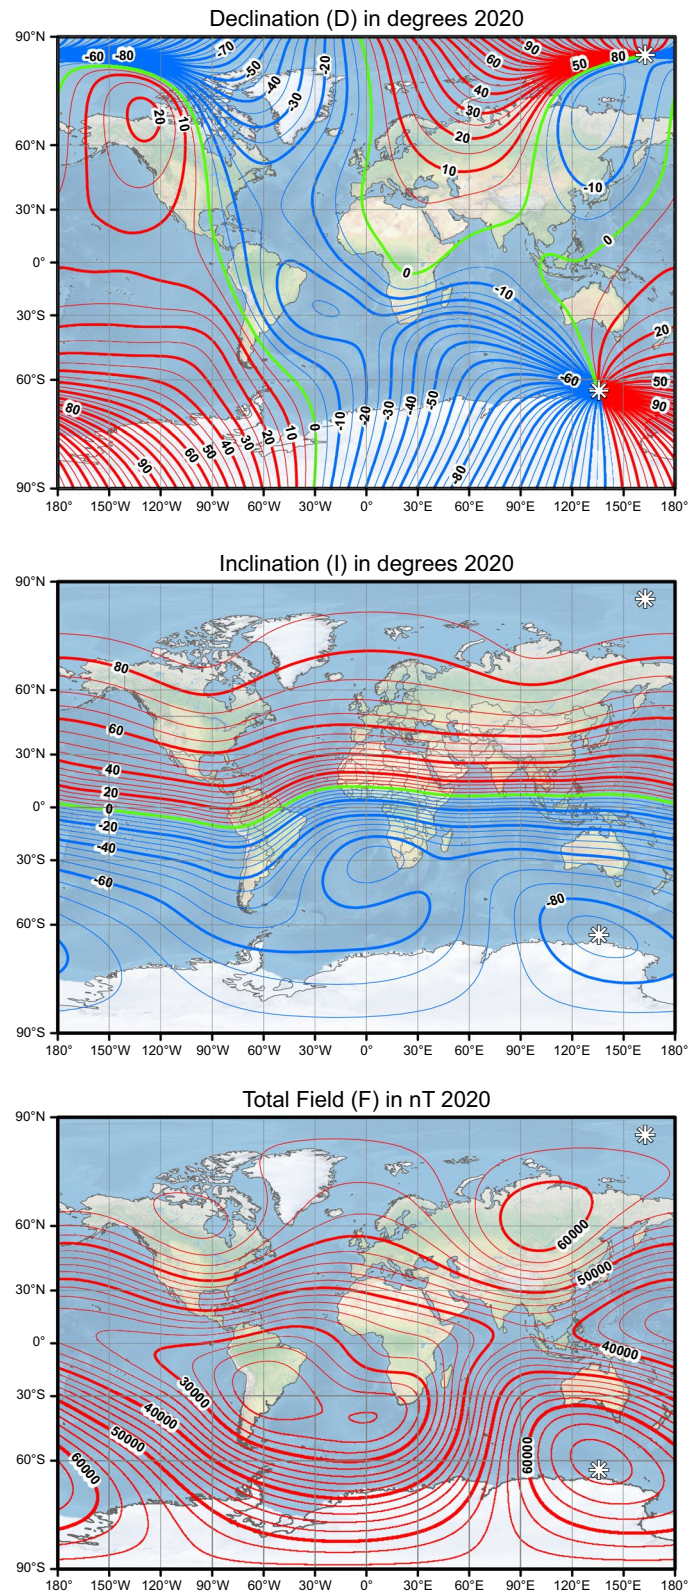 Declination (D) in degrees 2020
90°N
-60 -80 -70 -50 -40 -30 -20 90 60 50 80
40
30
20 10 20
60°N
10
-10
30°N
0
0° 0
-10
30°S
20
60°S
-60
80 -10 -20 -30 -40 -50 50
90 60 50 40 30 20 10 0 90
-80
90°S
180° 150°W 120°W 90°W 60°W 30°W 0° 30°E 60°E 90°E 120°E 150°E 180°
Inclination (I) in degrees 2020
90°N
80
60°N
60
30°N
40
20
0° 0
-20
-40
30°S
-60
-80
60°S
90°S
180° 150°W 120°W 90°W 60°W 30°W 0° 30°E 60°E 90°E 120°E 150°E 180°
Total Field (F) in nT 2020
90°N
60°N
60000
50000
30°N
0°
40000
30000
30°S
40000
50000
60000 60000
60°S
90°S
180° 150°W 120°W 90°W 60°W 30°W 0° 30°E 60°E 90°E 120°E 150°E 180°